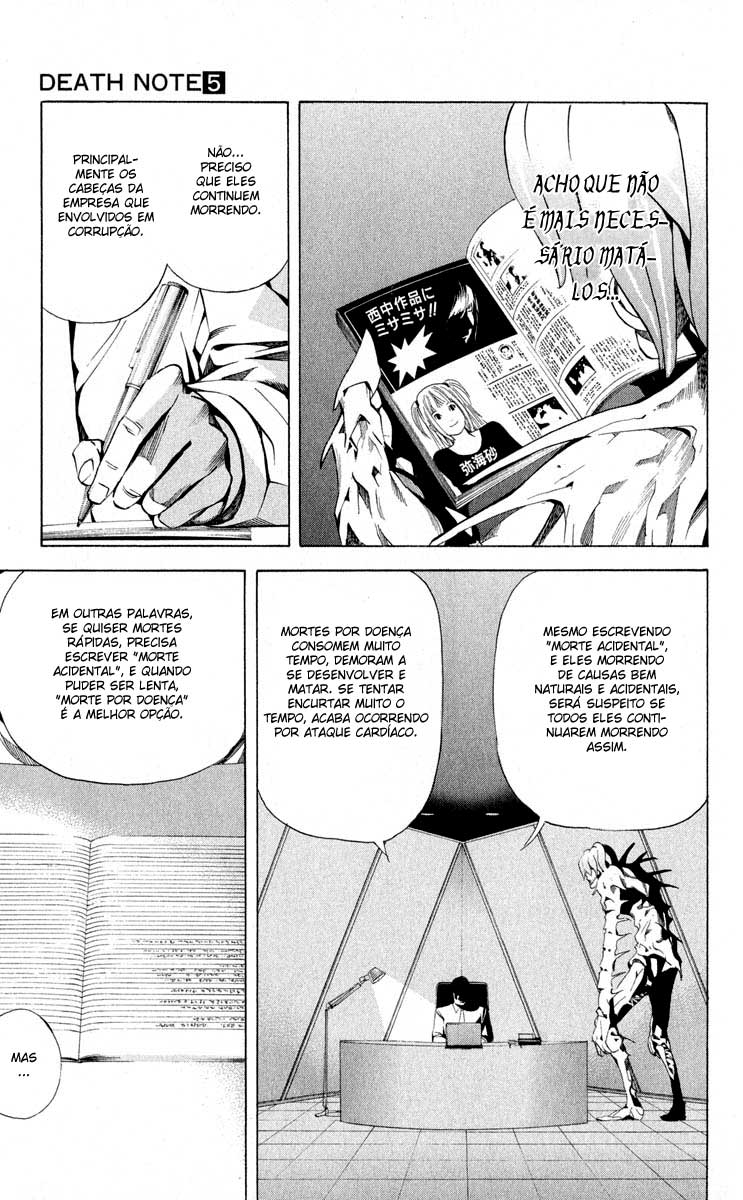 DEATH NOTE 5
ACHO QUE NÃO
É MAIS NECES-
SÁRIO MATÁ-
LOS...
西中作品に
ミサミサ!!
弥海砂
NÃO...
PRECISO
QUE ELES
CONTINUEM
MORRENDO.
PRINCIPAL-
MENTE OS
CABEÇAS DA
EMPRESA QUE
ENVOLVIDOS EM
CORRUPÇÃO.
MESMO ESCREVENDO
"MORTE ACIDENTAL",
E ELES MORRENDO
DE CAUSAS BEM
NATURAIS E ACIDENTAIS,
SERÁ SUSPEITO SE
TODOS ELES CONTI-
NUAREM MORRENDO
ASSIM.
MORTES POR DOENÇA
CONSOMEM MUITO
TEMPO, DEMORAM A
SE DESENVOLVER E
MATAR. SE TENTAR
ENCURTAR MUITO O
TEMPO, ACABA OCORRENDO
POR ATAQUE CARDÍACO.
EM OUTRAS PALAVRAS,
SE QUISER MORTES
RÁPIDAS, PRECISA
ESCREVER "MORTE
ACIDENTAL", E QUANDO
PUDER SER LENTA,
"MORTE POR DOENÇA"
É A MELHOR OPÇÃO.
MAS
...